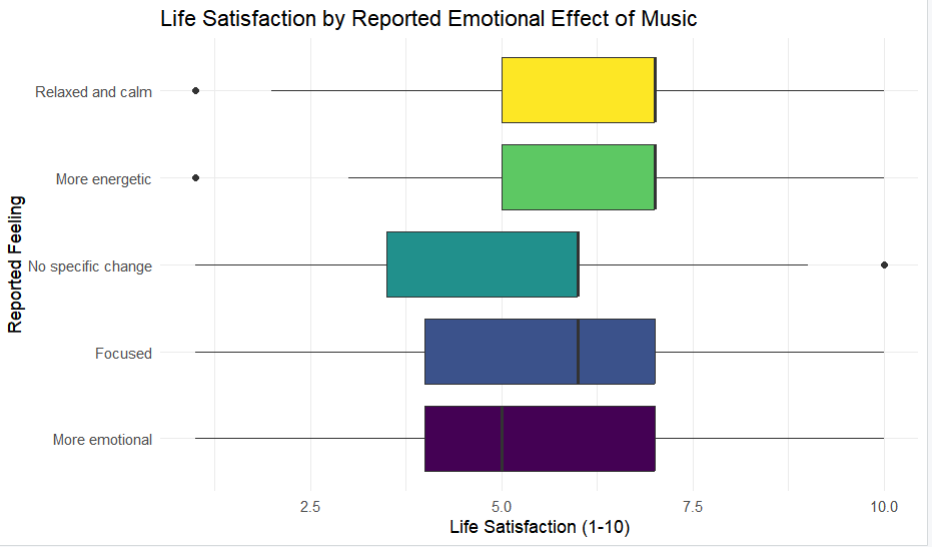 Life Satisfaction by Reported Emotional Effect of Music
Reported Feeling
Relaxed and calm
More energetic
No specific change
Focused
More emotional
2.5 5.0 7.5 10.0
Life Satisfaction (1-10)